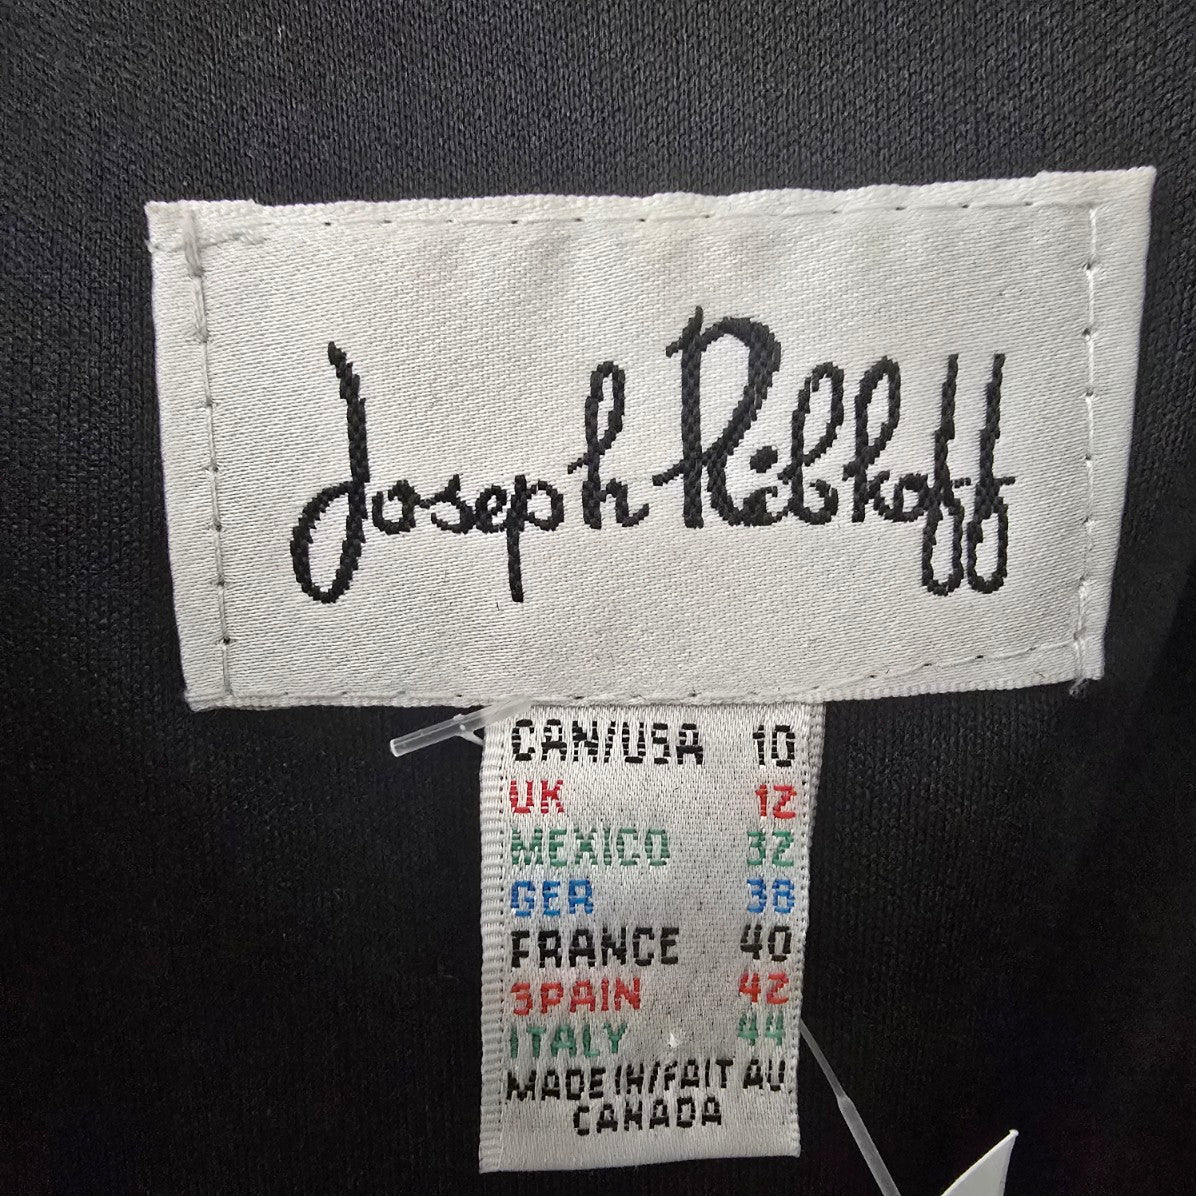 Joseph Ribkoff
CAN/USA 10
UK 12
MEXICO 32
GER 38
FRANCE 40
SPAIN 42
ITALY 44
MADE IN/FAIT AU
CANADA